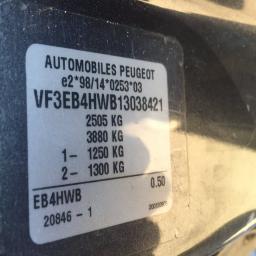 AUTOMOBILES PEUGEOT
e2*98/14*0253*03
VF3EB4HWB13038421
2505 KG
3880 KG
1- 1250 KG
2- 1300 KG
0.50
EB4HWB
20846 - 1